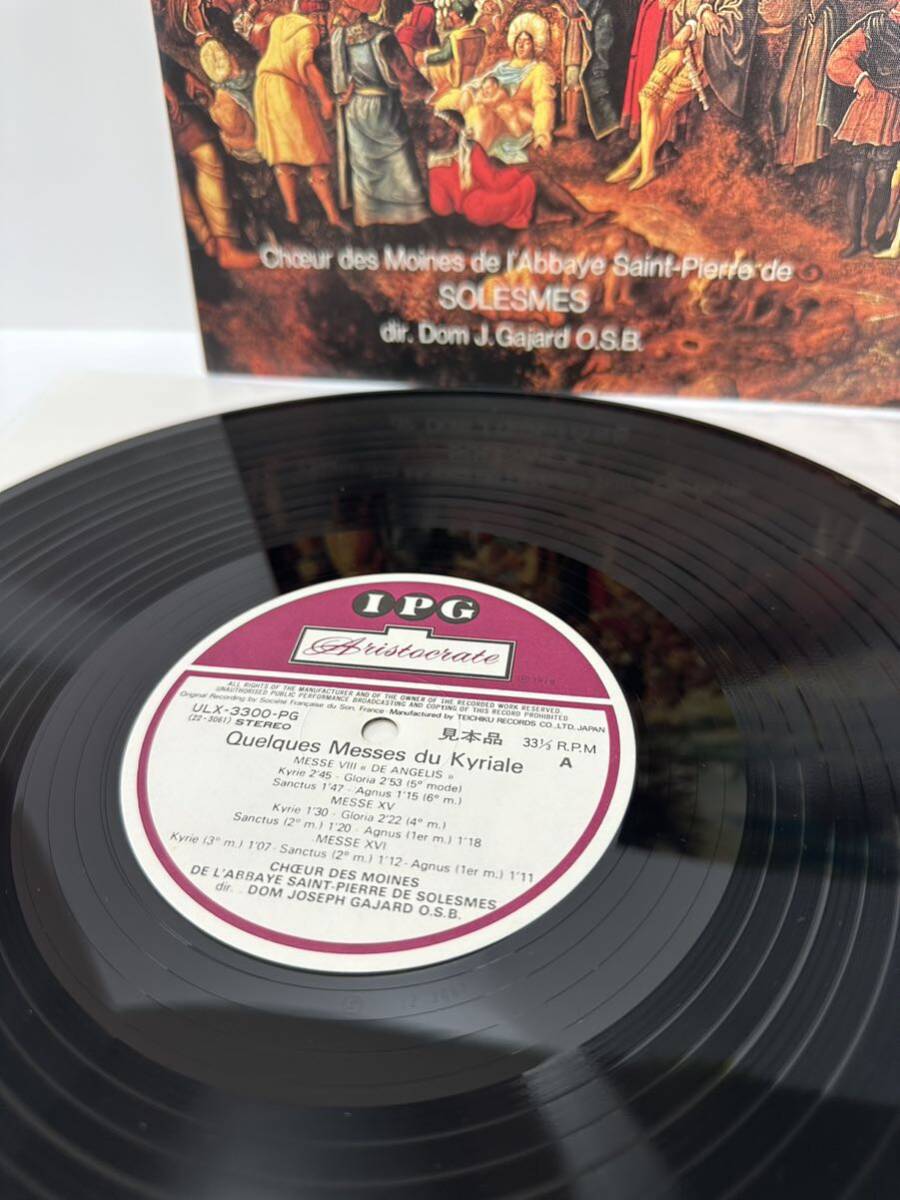 Chœur des Moines de l'Abbaye Saint-Pierre de
SOLESMES
dir. Dom J. Gajard O.S.B.
IPG
Aristocrate
ALL RIGHTS OF THE MANUFACTURER AND OF THE OWNER OF THE RECORDED WORK RESERVED.
UNAUTHORISED PUBLIC PERFORMANCE BROADCASTING AND COPYING OF THIS RECORD PROHIBITED
Original Recording by Société Française du Son, France · Manufactured by TEICHIKU RECORDS CO., LTD. JAPAN
ULX-3300-PG
(22-3061) STEREO
見本品 33⅓ R.P.M
A
Quelques Messes du Kyriale
MESSE VIII « DE ANGELIS »
Kyrie 2'45 - Gloria 2'53 (5° mode)
Sanctus 1'47 - Agnus 1'15 (6° m.)
MESSE XV
Kyrie 1'30 - Gloria 2'22 (4° m.)
Sanctus (2° m.) 1'20 - Agnus (1er m.) 1'18
MESSE XVI
Kyrie (3° m.) 1'07 - Sanctus (2° m.) 1'12 - Agnus (1er m.) 1'11
CHŒUR DES MOINES
DE L'ABBAYE SAINT-PIERRE DE SOLESMES
dir. : DOM JOSEPH GAJARD O.S.B.